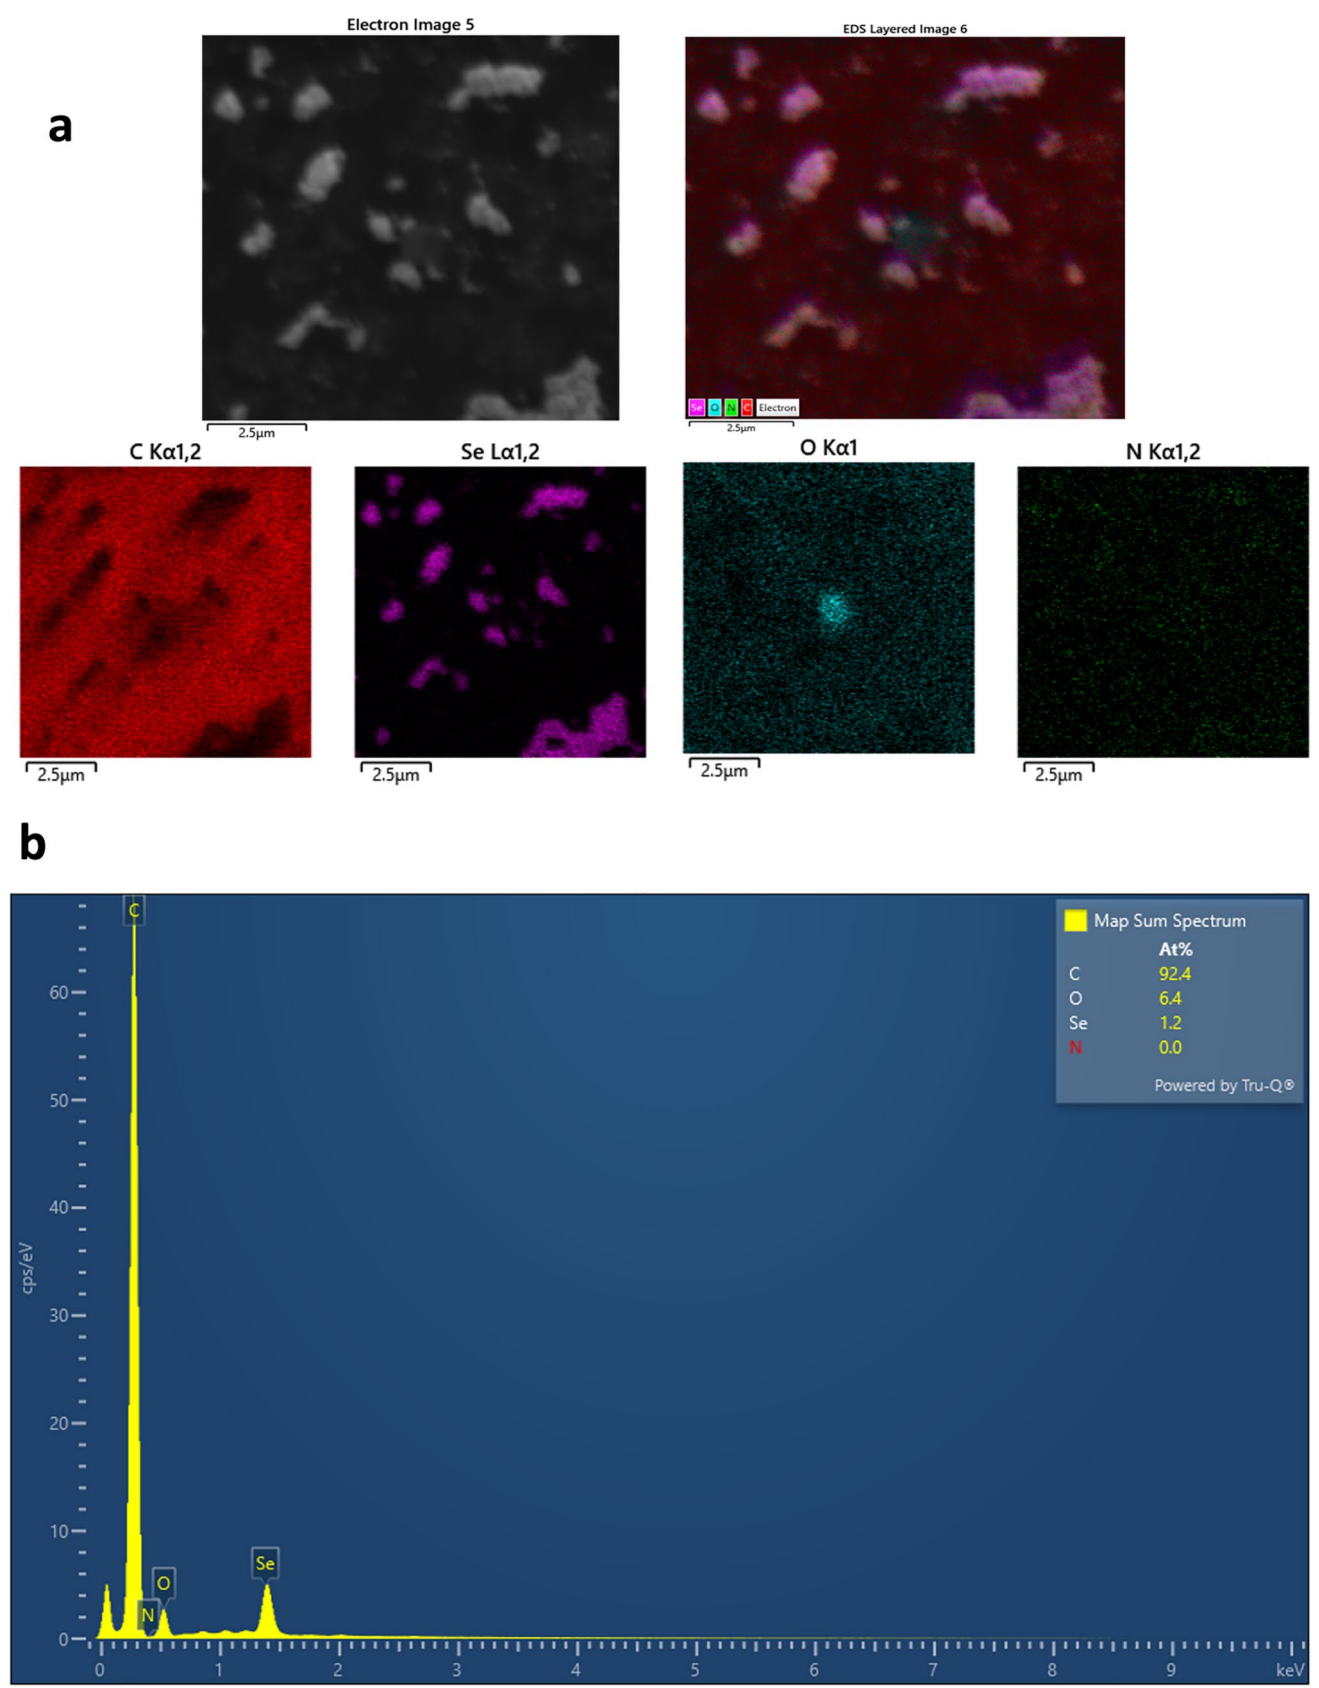 Electron Image 5
EDS Layered Image 6
a
Se O N C Electron
2.5µm
2.5µm
C Kα1,2
Se Lα1,2
O Kα1
N Kα1,2
2.5µm
2.5µm
2.5µm
2.5µm
b
C
Map Sum Spectrum
At%
C 92.4
O 6.4
Se 1.2
N 0.0
Powered by Tru-Q®
60
50
40
cps/eV
30
20
10
Se
O
N
0
0 1 2 3 4 5 6 7 8 9 keV